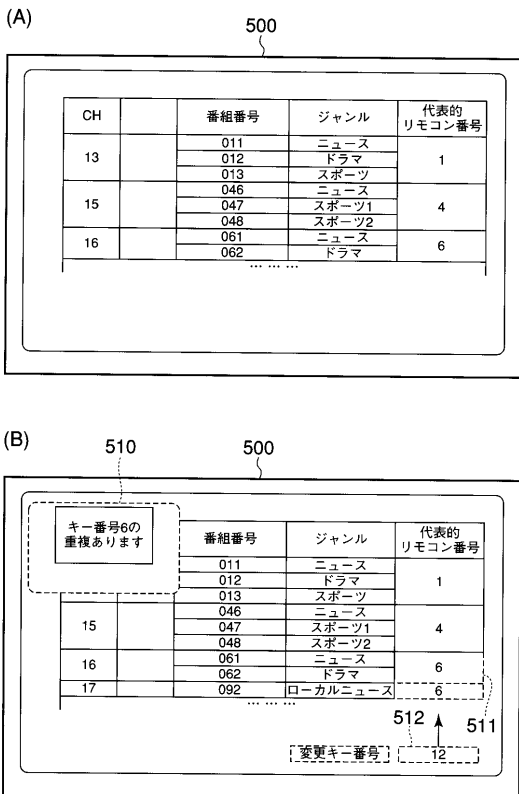 (A)
500
CH 番組番号 ジャンル 代表的
リモコン番号
13 011 ニュース 1
012 ドラマ
013 スポーツ
15 046 ニュース 4
047 スポーツ1
048 スポーツ2
16 061 ニュース 6
062 ドラマ
… … …
(B)
510
500
キー番号6の
重複あります
番組番号 ジャンル 代表的
リモコン番号
011 ニュース 1
012 ドラマ
013 スポーツ
15 046 ニュース 4
047 スポーツ1
048 スポーツ2
16 061 ニュース 6
062 ドラマ
17 092 ローカルニュース 6
… … …
512
511
変更キー番号 12